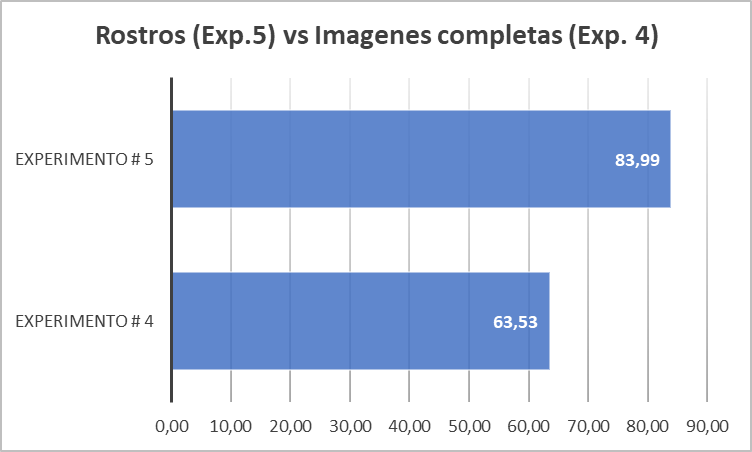 Rostros (Exp.5) vs Imagenes completas (Exp. 4)
EXPERIMENTO # 5
83,99
EXPERIMENTO # 4
63,53
0,00 10,00 20,00 30,00 40,00 50,00 60,00 70,00 80,00 90,00